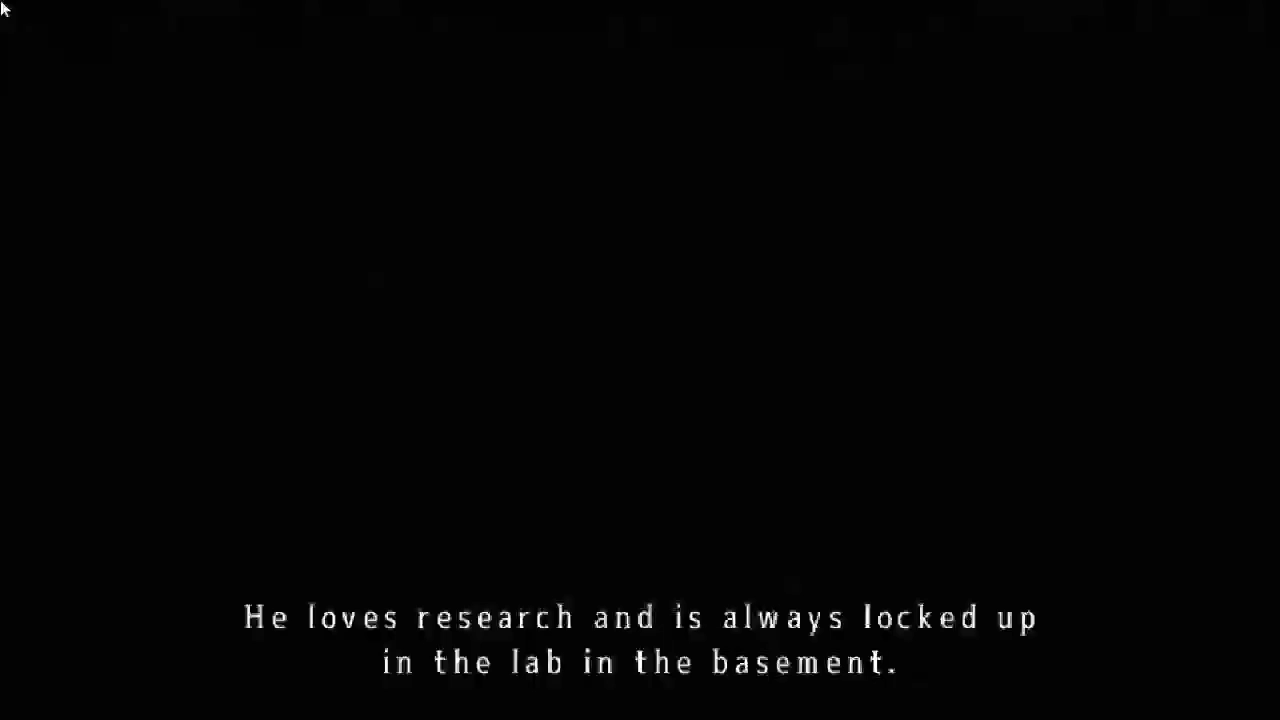 He loves research and is always locked up
in the lab in the basement.